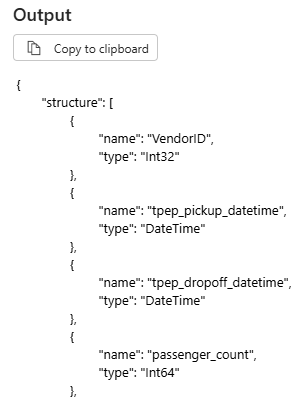 Output
Copy to clipboard
{
"structure": [
{
"name": "VendorID",
"type": "Int32"
},
{
"name": "tpep_pickup_datetime",
"type": "DateTime"
},
{
"name": "tpep_dropoff_datetime",
"type": "DateTime"
},
{
"name": "passenger_count",
"type": "Int64"
},